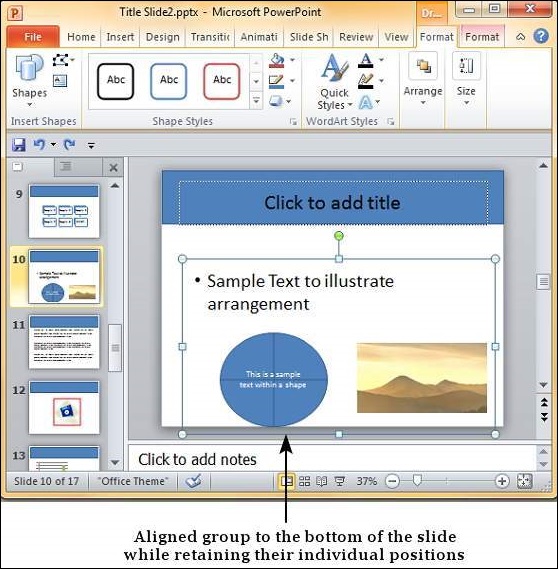 Title Slide2.pptx - Microsoft PowerPoint
Dr...
File Home Insert Design Transitic Animati Slide Sh Review View Format Format
Shapes
Abc Abc Abc
Quick
Styles
Arrange
Size
Insert Shapes Shape Styles WordArt Styles
9
10
11
12
13
Click to add title
• Sample Text to illustrate
arrangement
This is a sample
text within a shape
Click to add notes
Slide 10 of 17 "Office Theme" 37%
Aligned group to the bottom of the slide
while retaining their individual positions